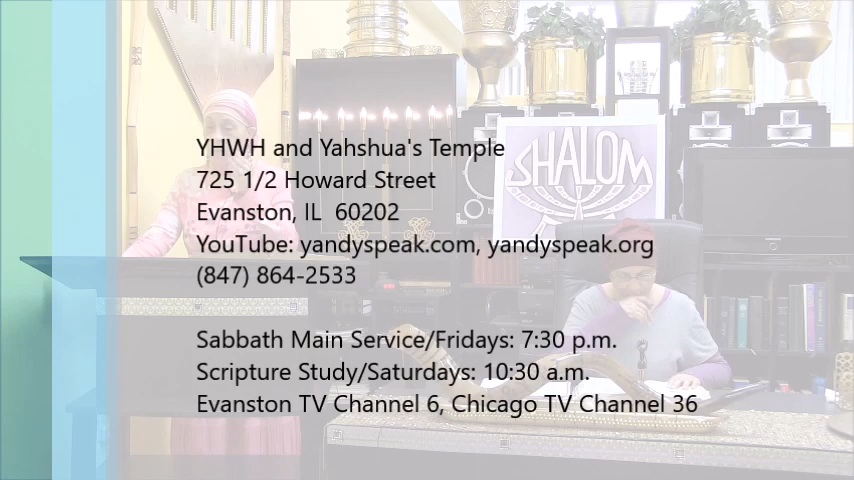 YHWH and Yahshua's Temple
725 1/2 Howard Street
Evanston, IL  60202
YouTube: yandyspeak.com, yandyspeak.org
(847) 864-2533
Sabbath Main Service/Fridays: 7:30 p.m.
Scripture Study/Saturdays: 10:30 a.m.
Evanston TV Channel 6, Chicago TV Channel 36
SHALOM